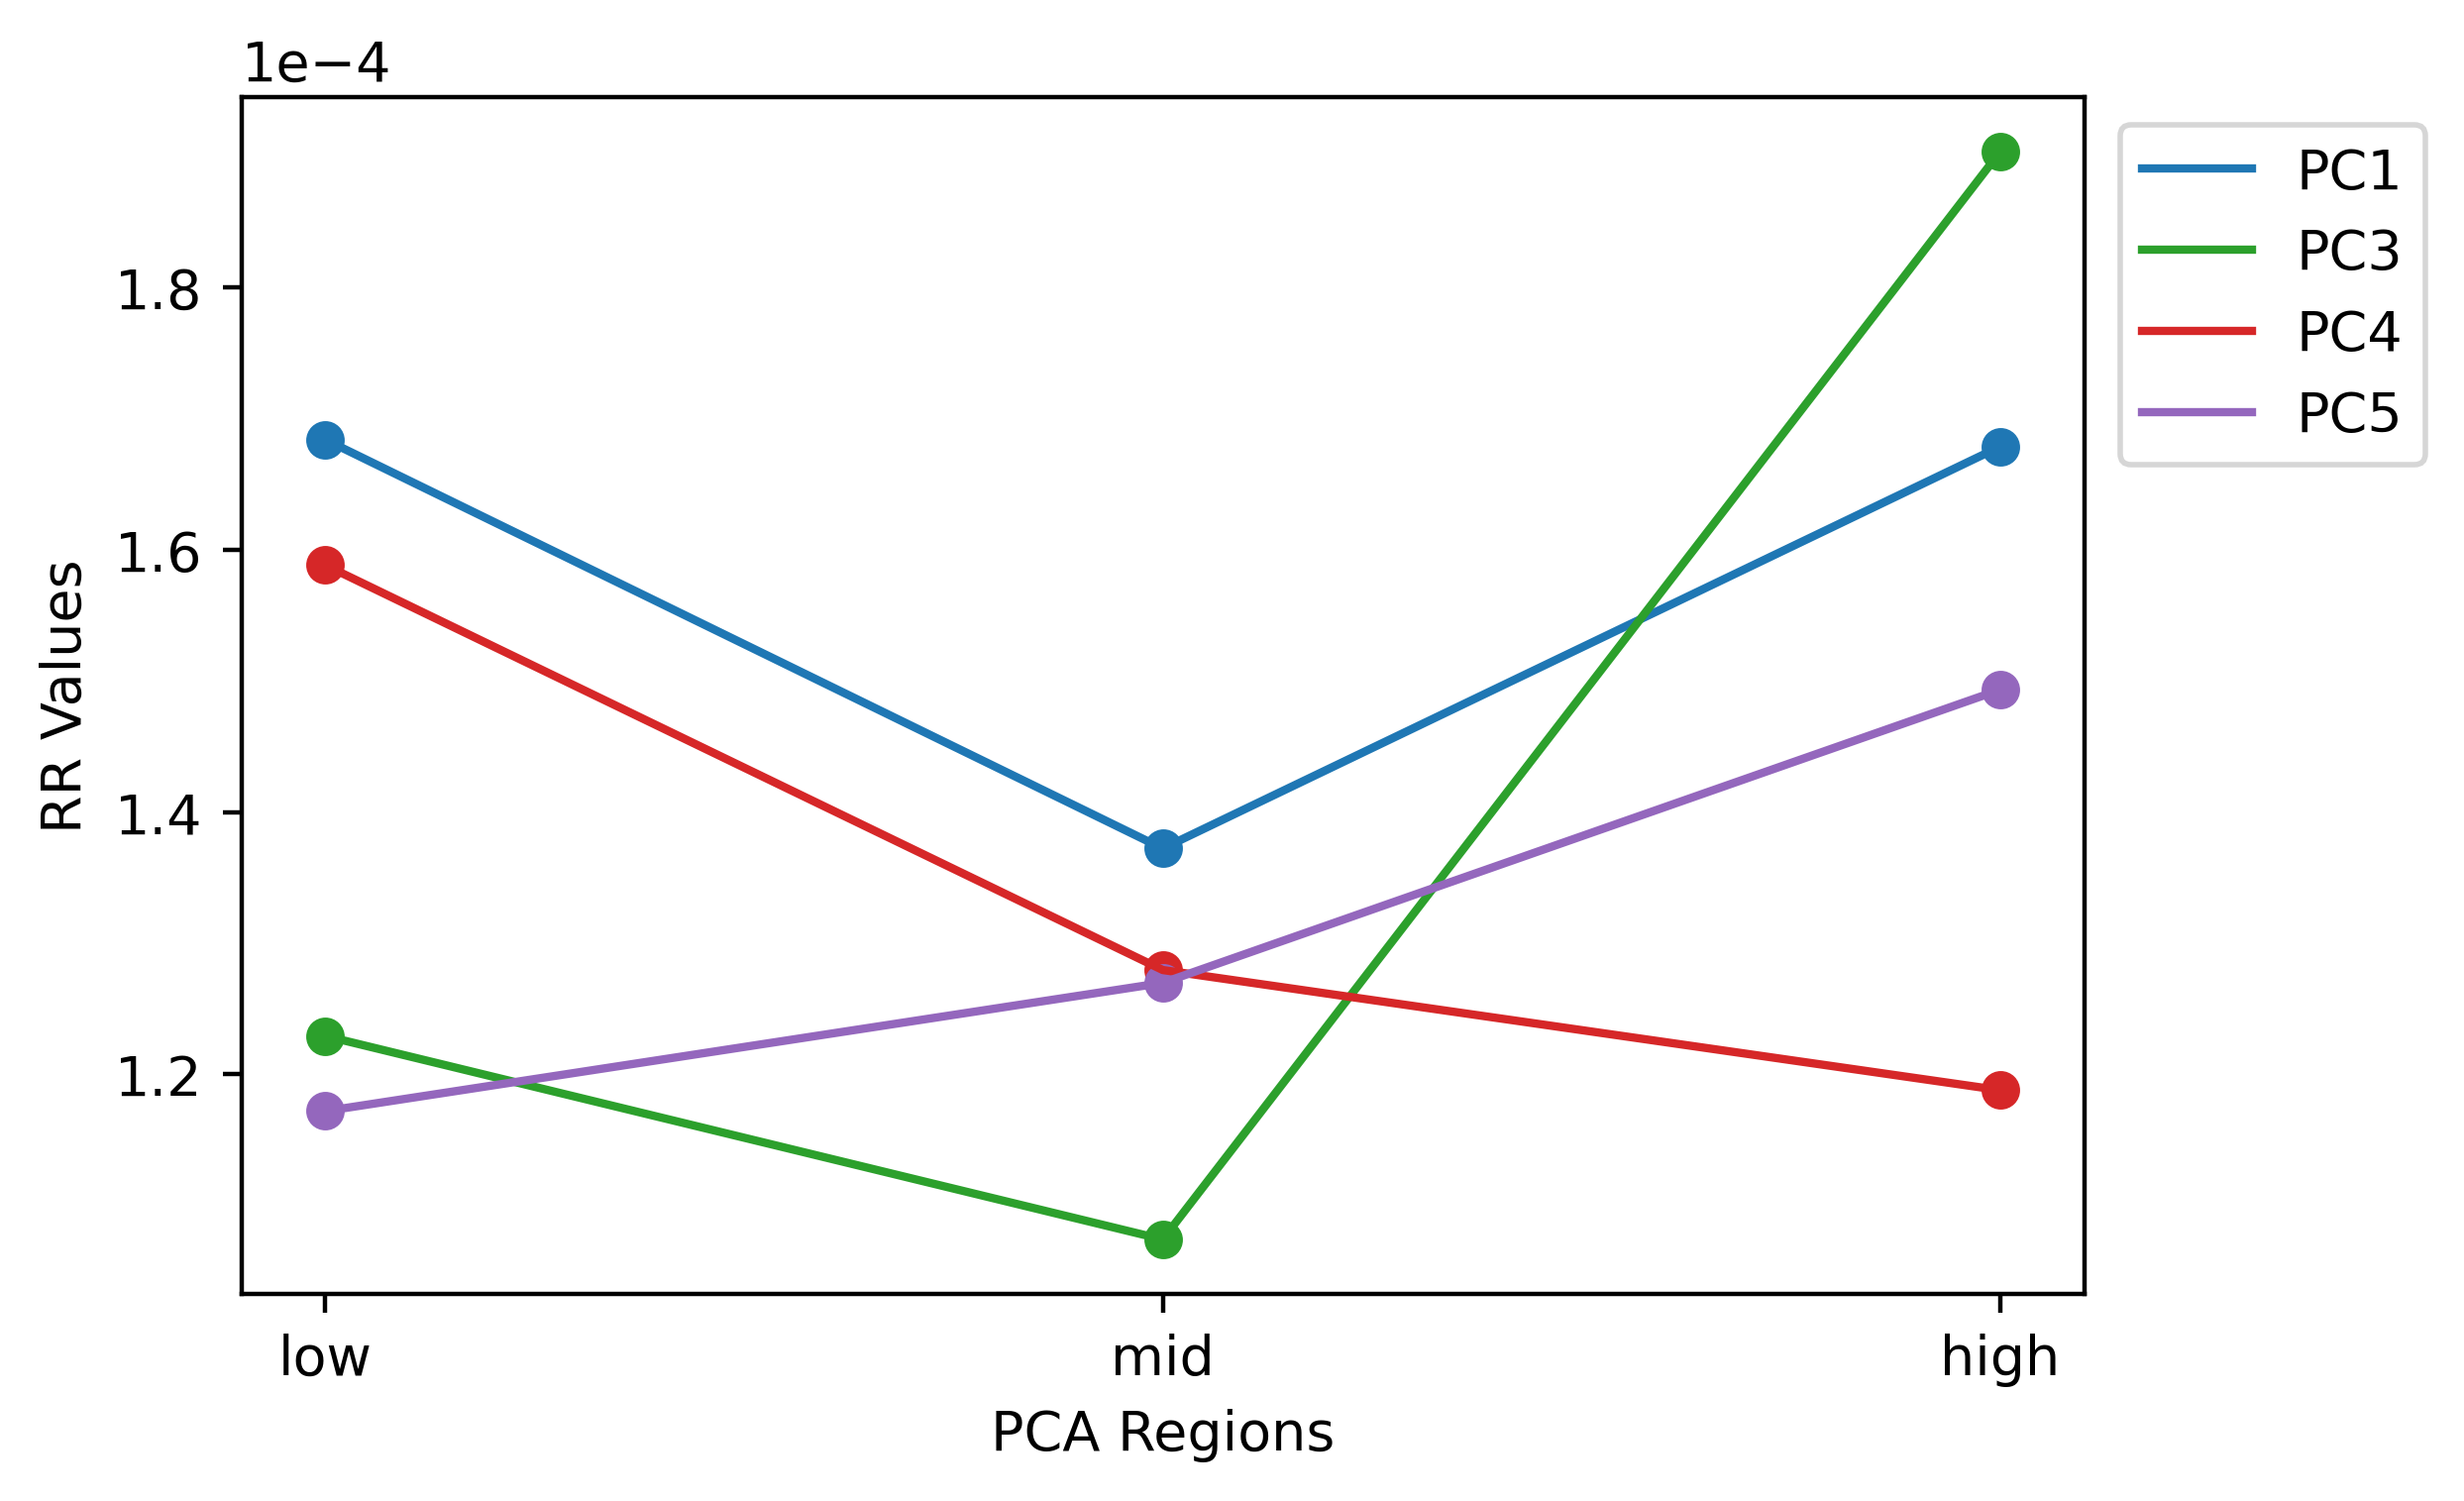 1e−4
1.8
1.6
1.4
1.2
RR Values
low
mid
high
PCA Regions
PC1
PC3
PC4
PC5